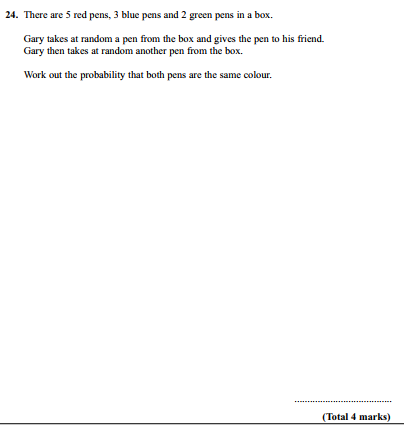 24. There are 5 red pens, 3 blue pens and 2 green pens in a box.
Gary takes at random a pen from the box and gives the pen to his friend.
Gary then takes at random another pen from the box.
Work out the probability that both pens are the same colour.
..........................................
(Total 4 marks)